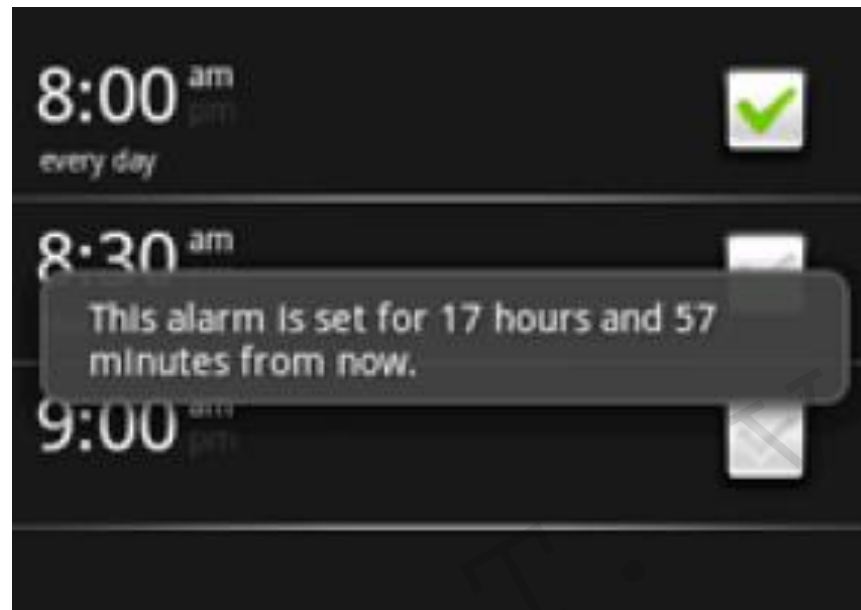 8:00 am
pm
every day
8:30 am
This alarm is set for 17 hours and 57
minutes from now.
9:00 am
pm